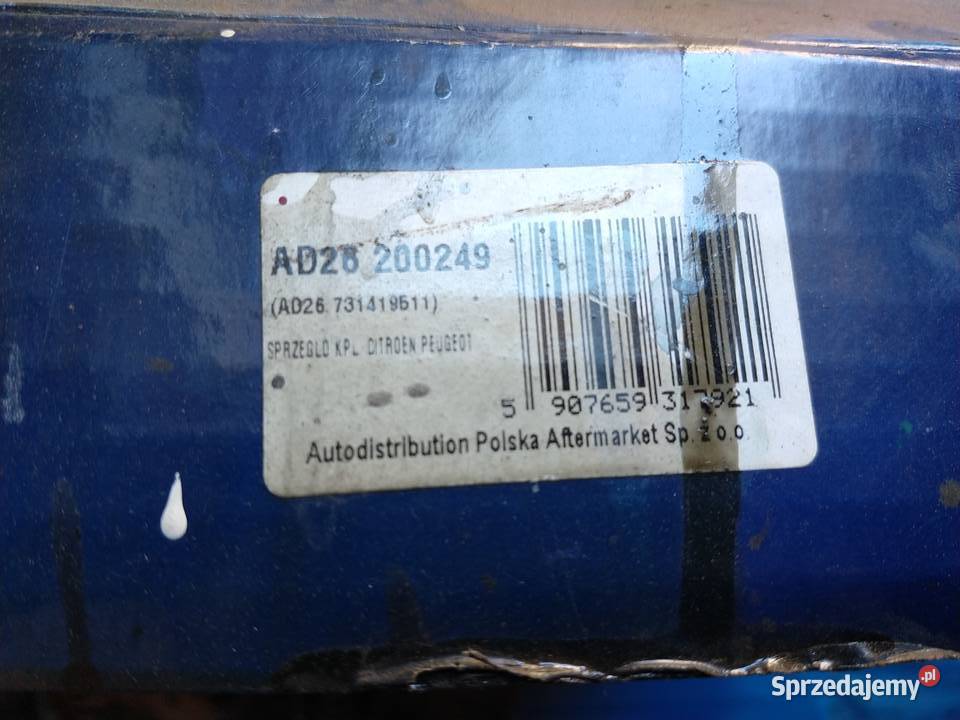 AD26 200249
(AD26 731419511)
SPRZEGLO KPL. CITROEN PEUGEOT
5 907659 317921
Autodistribution Polska Aftermarket Sp. z o.o.
Sprzedajemy.pl